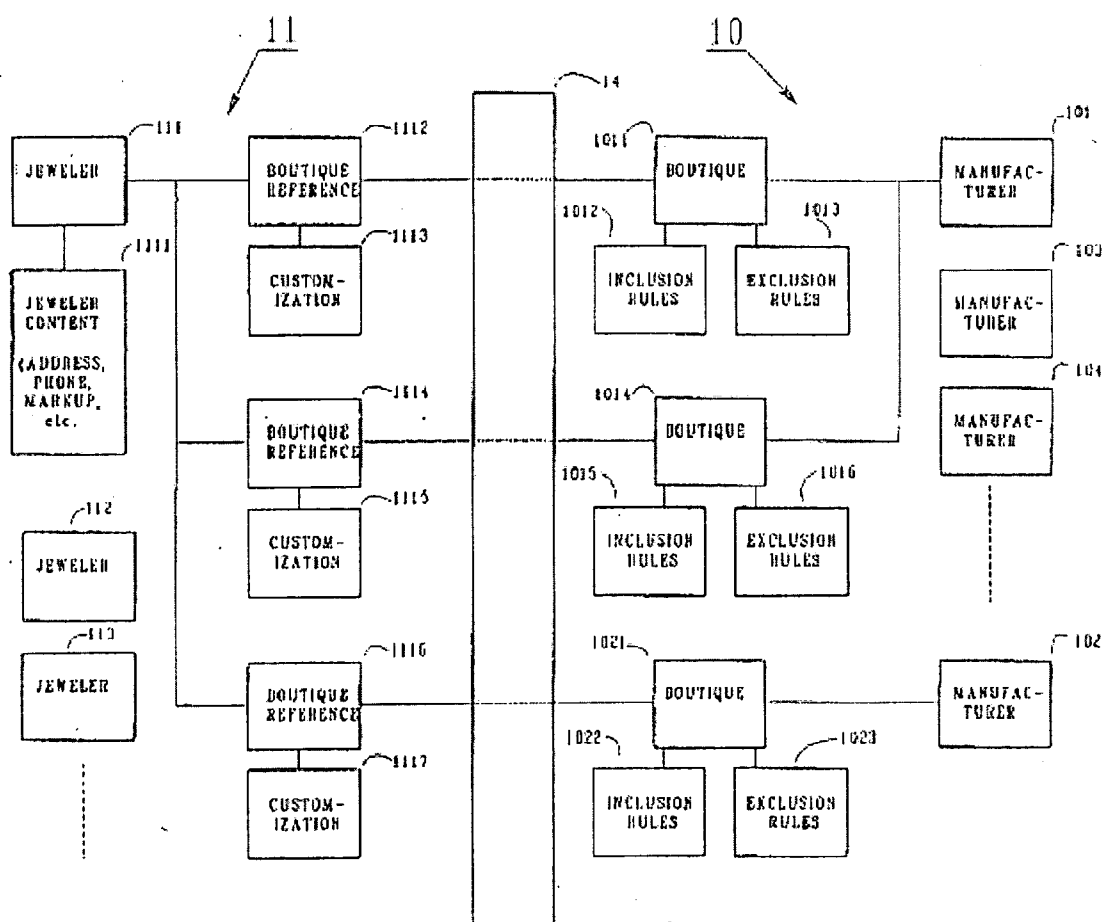 11
10
14
111
1112
1011
101
JEWELER
BOUTIQUE
REFERENCE
BOUTIQUE
MANUFAC-
TURER
1111
1113
1012
1013
103
JEWELER
CONTENT
(ADDRESS,
PHONE,
MARKUP,
etc.
CUSTOM-
IZATION
INCLUSION
RULES
EXCLUSION
RULES
MANUFAC-
TURER
1114
1014
104
BOUTIQUE
REFERENCE
BOUTIQUE
MANUFAC-
TURER
112
1115
1015
1016
JEWELER
CUSTOM-
IZATION
INCLUSION
RULES
EXCLUSION
RULES
113
1116
1021
102
JEWELER
BOUTIQUE
REFERENCE
BOUTIQUE
MANUFAC-
TURER
1117
1022
1023
CUSTOM-
IZATION
INCLUSION
RULES
EXCLUSION
RULES